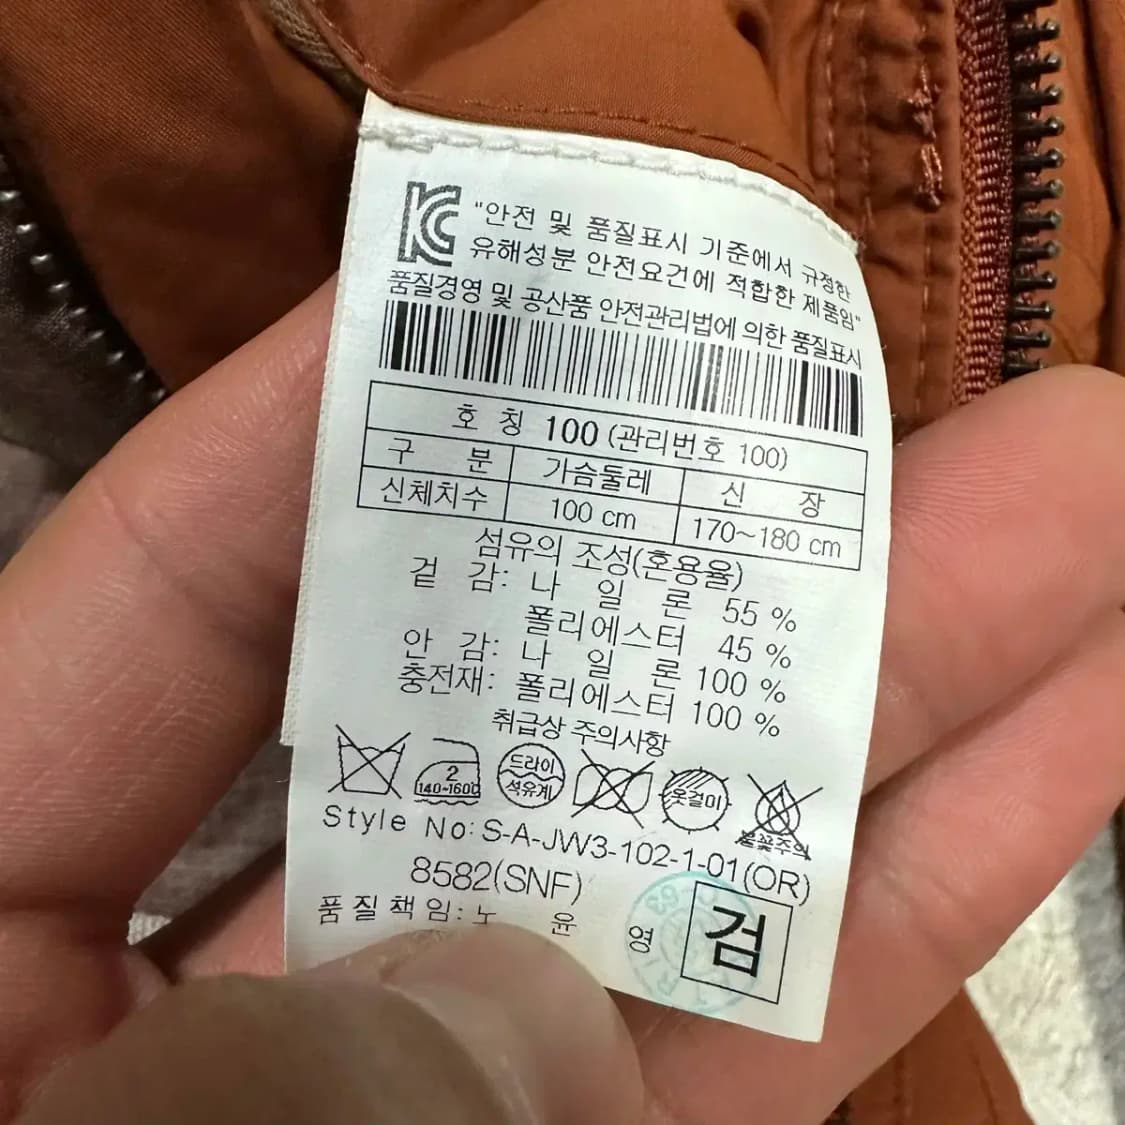 KC "안전 및 품질표시 기준에서 규정한
유해성분 안전요건에 적합한 제품임"
품질경영 및 공산품 안전관리법에 의한 품질표시
호 칭 100 (관리번호 100)
구 분 가슴둘레 신 장
신체치수 100 cm 170~180 cm
섬유의 조성(혼용율)
겉 감: 나 일 론 55 %
폴리에스터 45 %
안 감: 나 일 론 100 %
충전재: 폴리에스터 100 %
취급상 주의사항
2
140~160℃
드라이
석유계
옷걸이
불꽃주의
Style No: S-A-JW3-102-1-01(OR)
8582(SNF)
품질책임: 노 윤 영
검